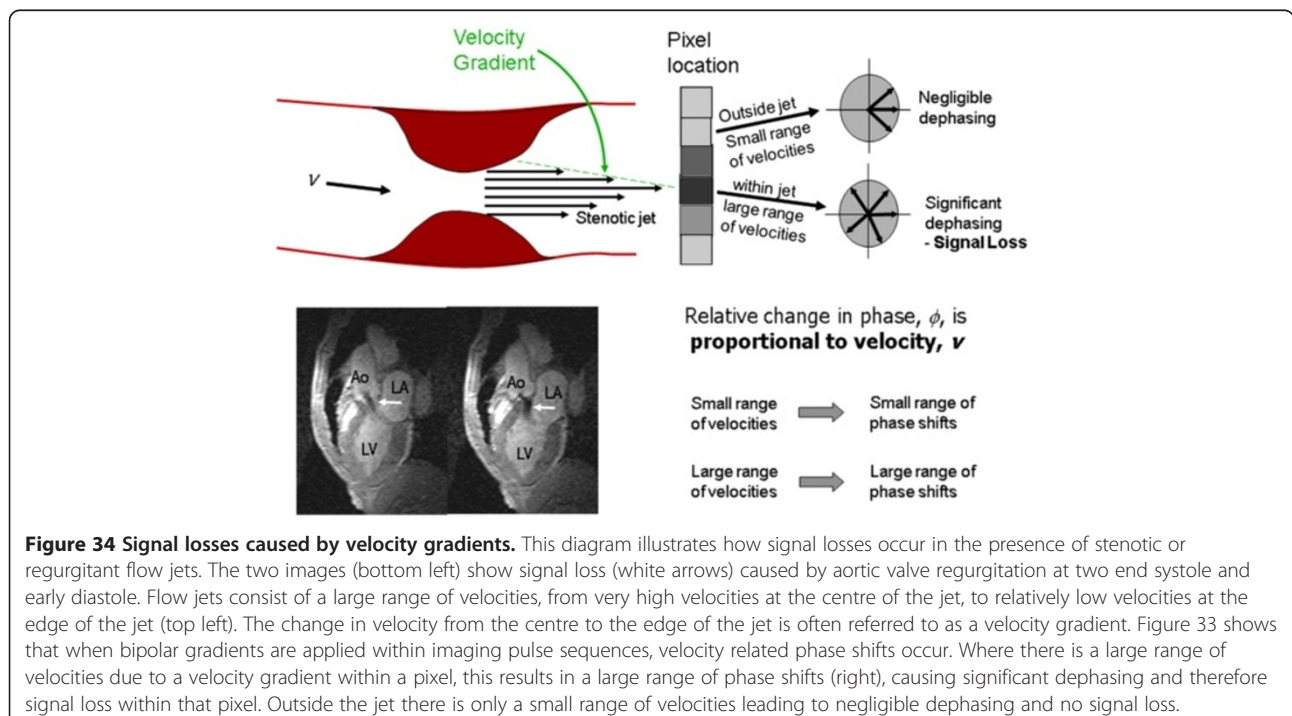 Velocity
Gradient
Pixel
location
Outside jet
Small range
of velocities
Negligible
dephasing
V
Stenotic jet
within jet
large range
of velocities
Significant
dephasing
- Signal Loss
Ao
LA
LV
Ao
LA
LV
Relative change in phase, ϕ, is
proportional to velocity, v
Small range
of velocities
Small range of
phase shifts
Large range
of velocities
Large range of
phase shifts
Figure 34 Signal losses caused by velocity gradients. This diagram illustrates how signal losses occur in the presence of stenotic or
regurgitant flow jets. The two images (bottom left) show signal loss (white arrows) caused by aortic valve regurgitation at two end systole and
early diastole. Flow jets consist of a large range of velocities, from very high velocities at the centre of the jet, to relatively low velocities at the
edge of the jet (top left). The change in velocity from the centre to the edge of the jet is often referred to as a velocity gradient. Figure 33 shows
that when bipolar gradients are applied within imaging pulse sequences, velocity related phase shifts occur. Where there is a large range of
velocities due to a velocity gradient within a pixel, this results in a large range of phase shifts (right), causing significant dephasing and therefore
signal loss within that pixel. Outside the jet there is only a small range of velocities leading to negligible dephasing and no signal loss.